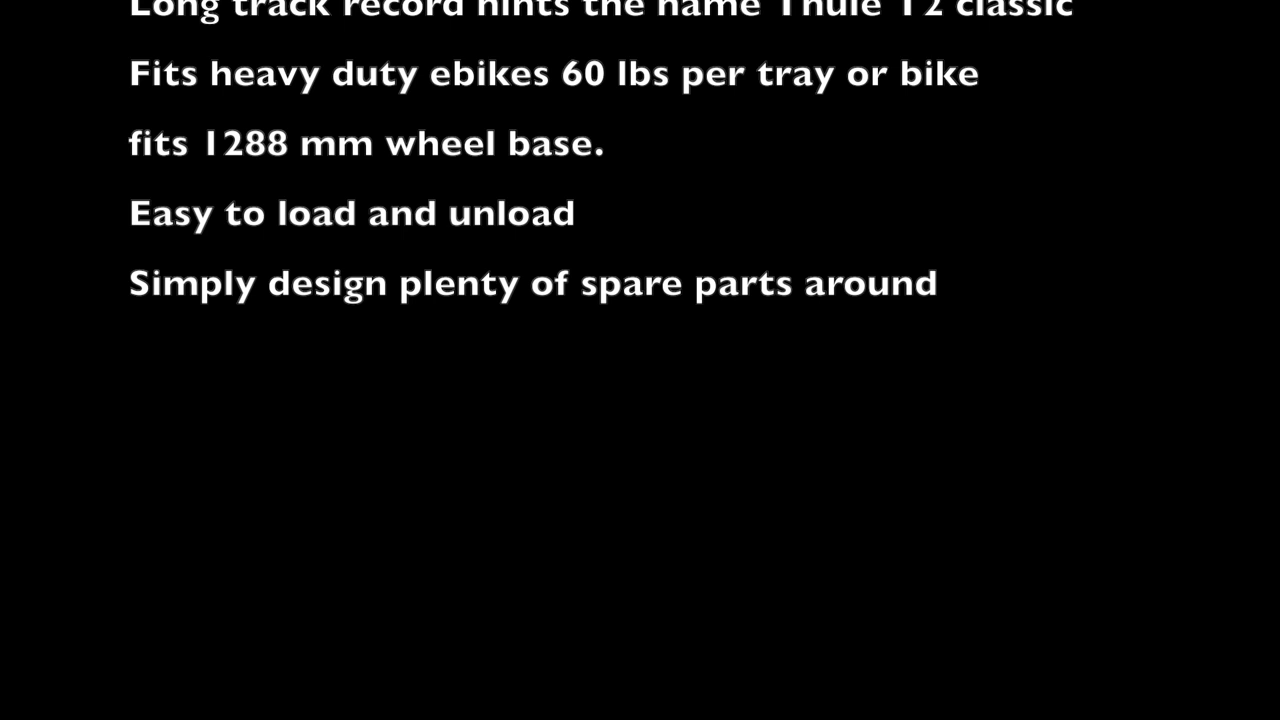 Long track record hints the name Thule T2 classic
Fits heavy duty ebikes 60 lbs per tray or bike
fits 1288 mm wheel base.
Easy to load and unload
Simply design plenty of spare parts around